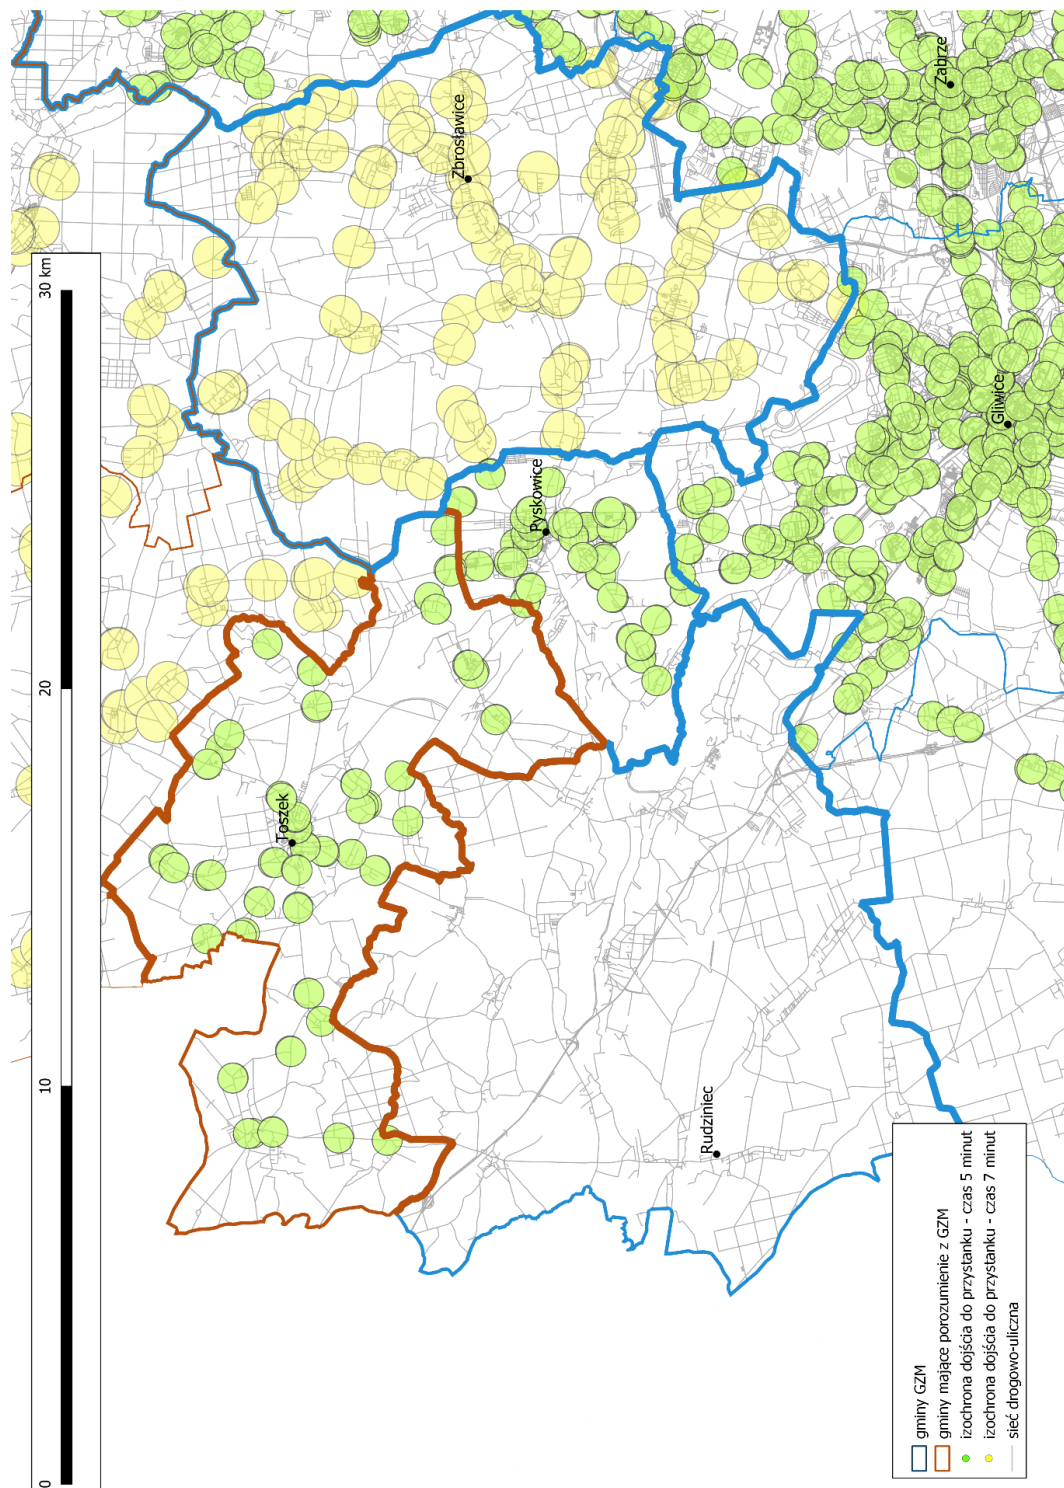 0
10
20
30 km
Toszek
Pyskowice
Zbrosławice
Rudziniec
Gliwice
Zabrze
gminy GZM
gminy mające porozumienie z GZM
izochrona dojścia do przystanku - czas 5 minut
izochrona dojścia do przystanku - czas 7 minut
sieć drogowo-uliczna